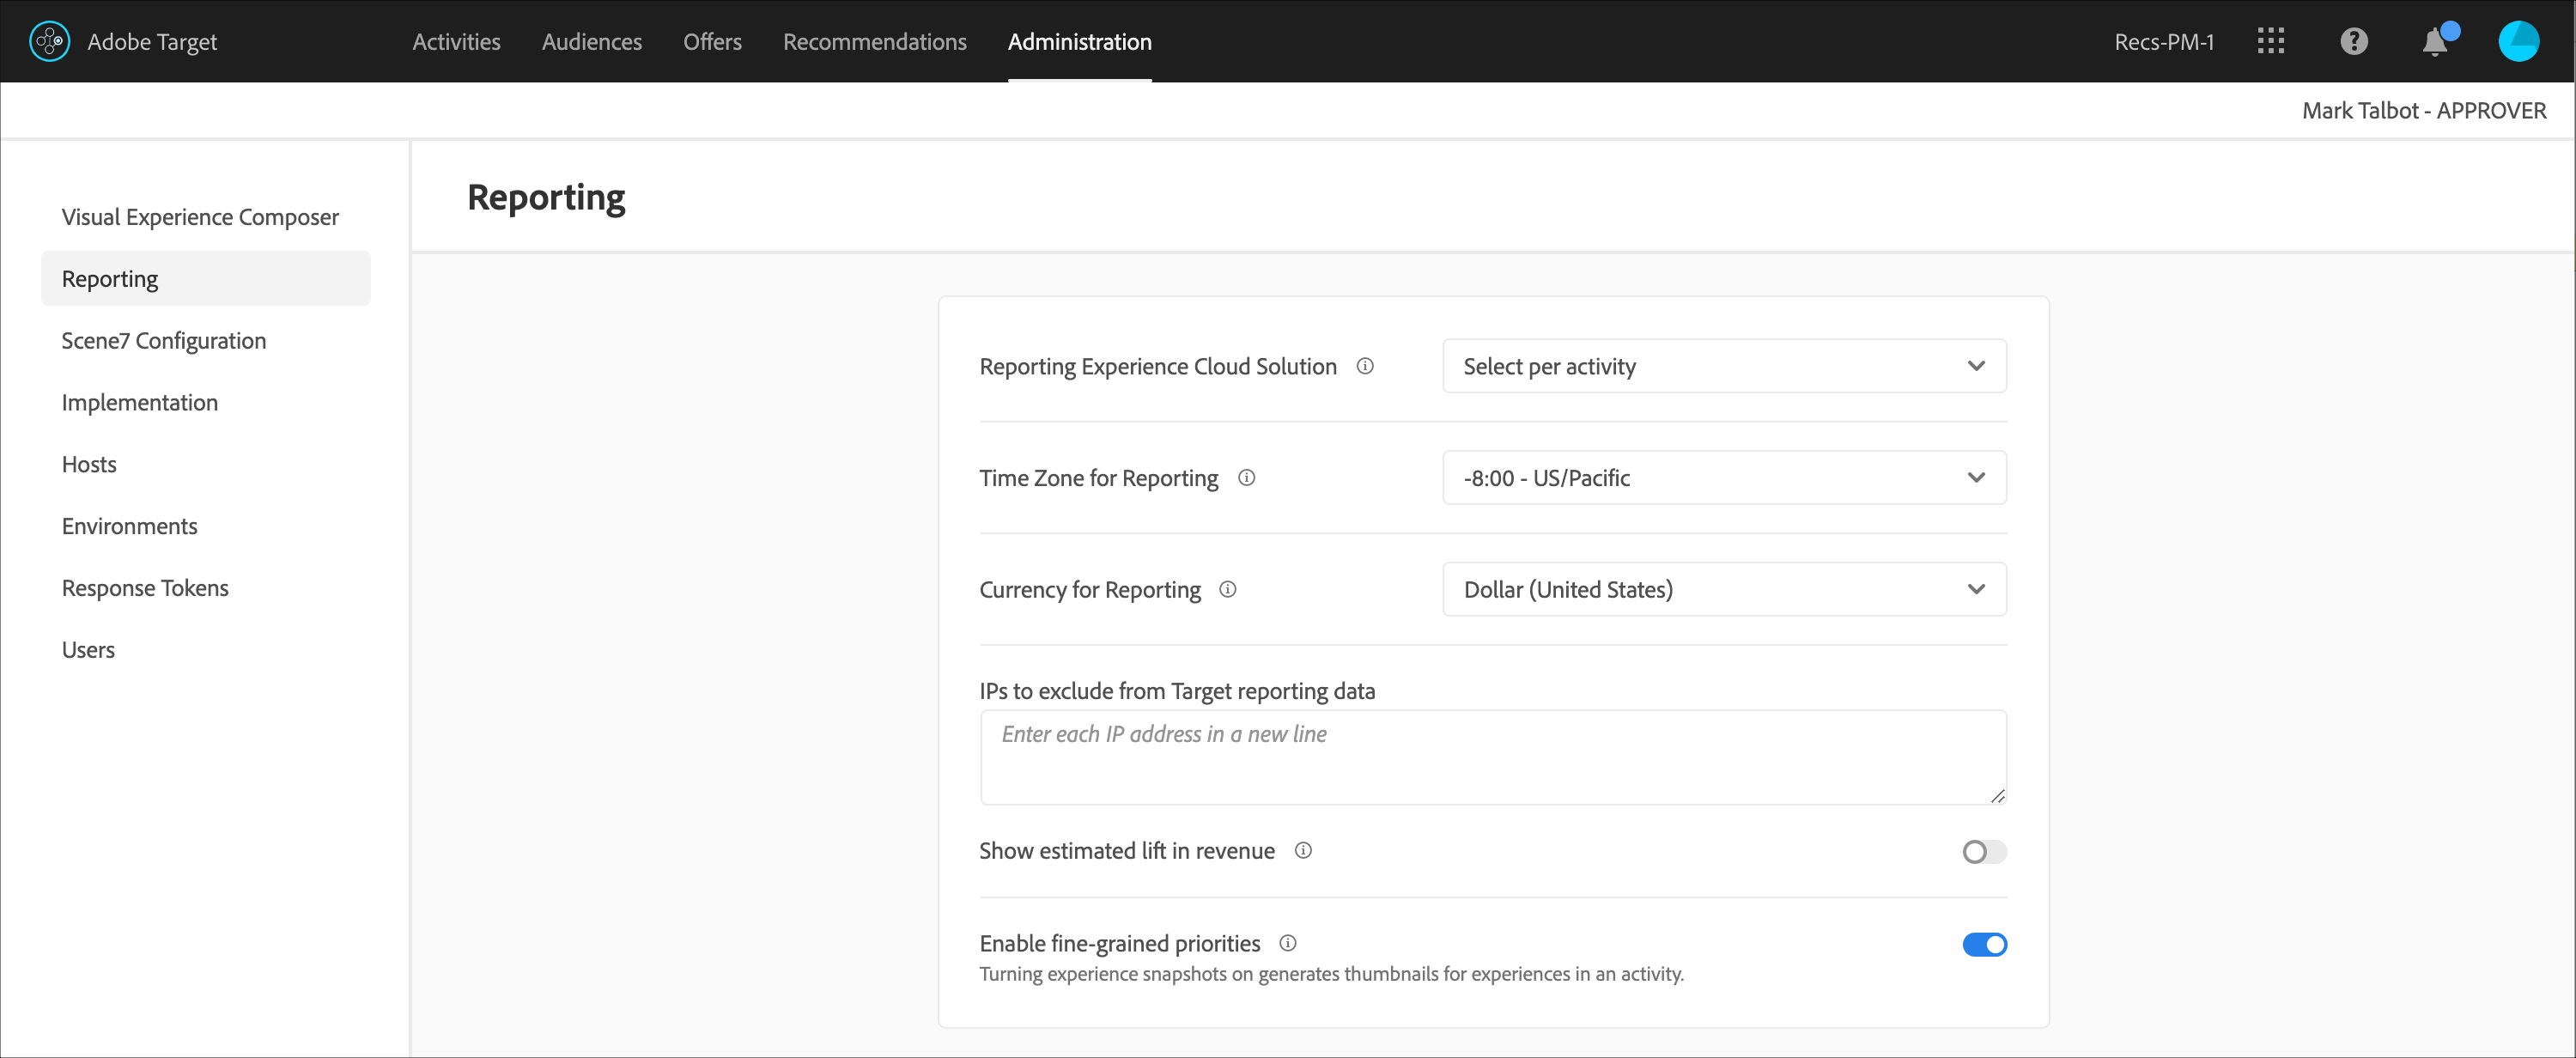 Adobe Target
Activities
Audiences
Offers
Recommendations
Administration
Recs-PM-1
Mark Talbot - APPROVER
Visual Experience Composer
Reporting
Scene7 Configuration
Implementation
Hosts
Environments
Response Tokens
Users
Reporting
Reporting Experience Cloud Solution
Select per activity
Time Zone for Reporting
-8:00 - US/Pacific
Currency for Reporting
Dollar (United States)
IPs to exclude from Target reporting data
Enter each IP address in a new line
Show estimated lift in revenue
Enable fine-grained priorities
Turning experience snapshots on generates thumbnails for experiences in an activity.